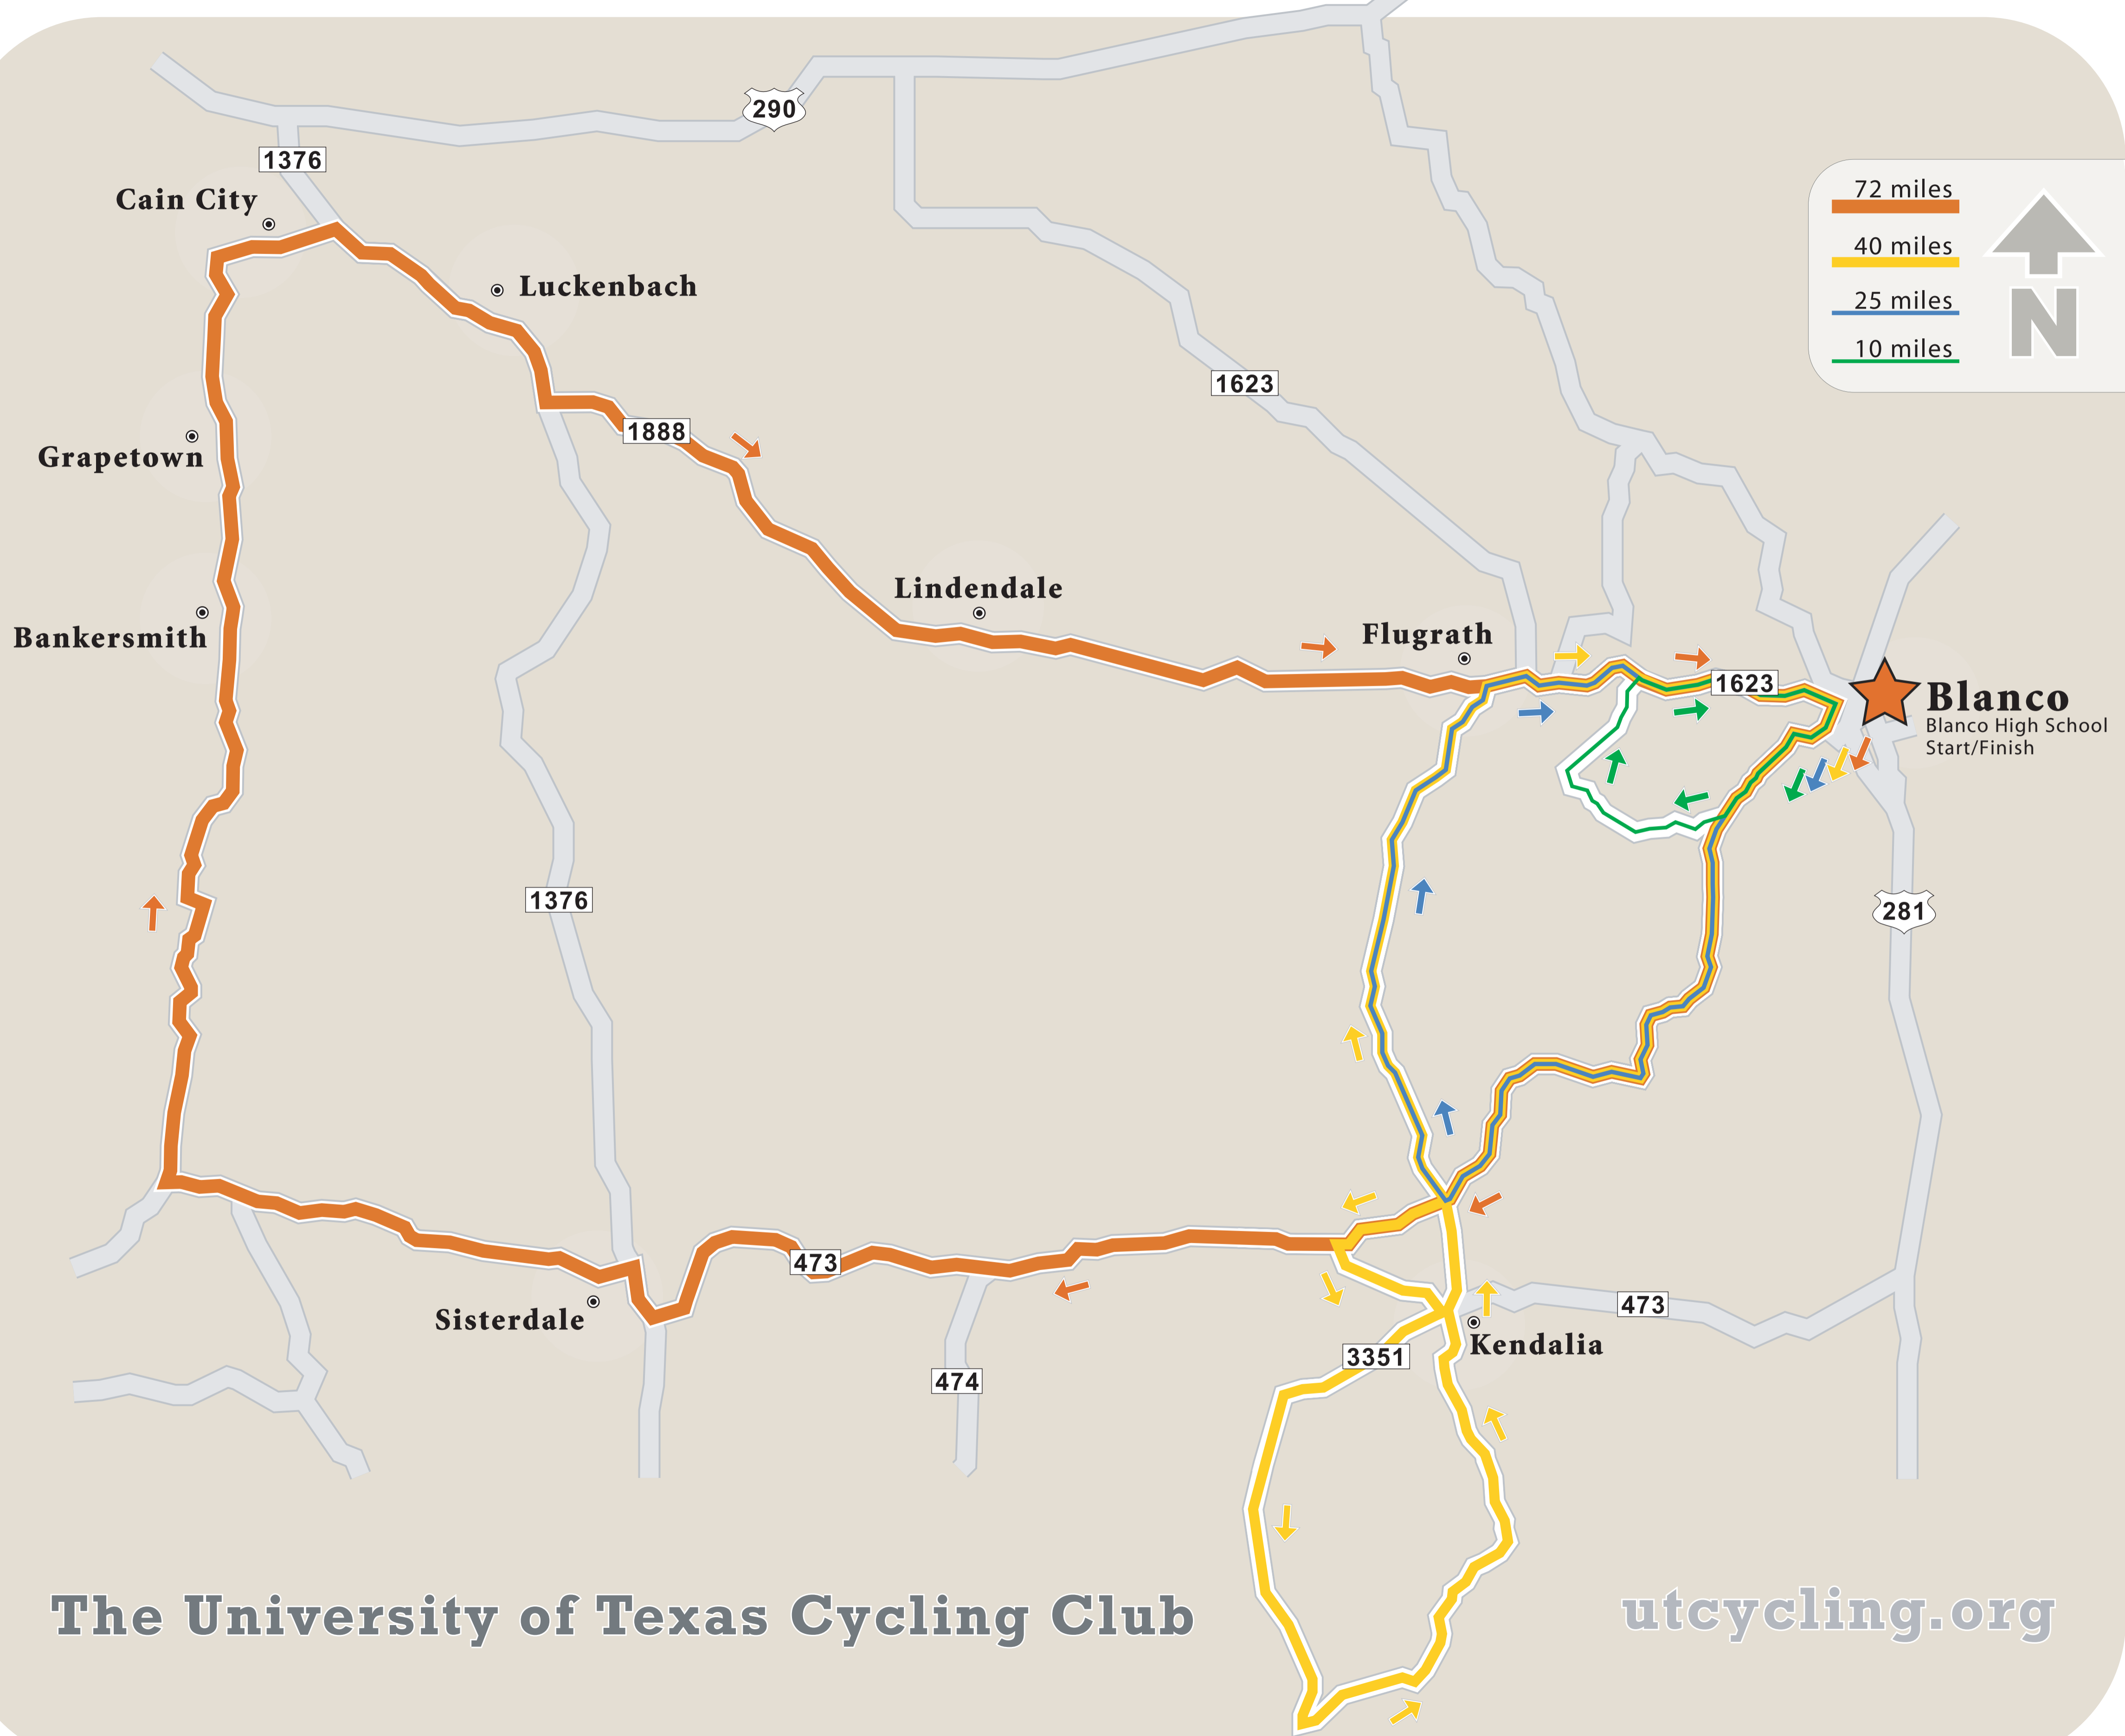 290
1376
Cain City
72 miles
40 miles
25 miles
10 miles
N
Luckenbach
1623
1888
Grapetown
Lindendale
Bankersmith
Flugrath
1623
Blanco
Blanco High School
Start/Finish
1376
281
473
Sisterdale
473
Kendalia
3351
474
The University of Texas Cycling Club
utcycling.org